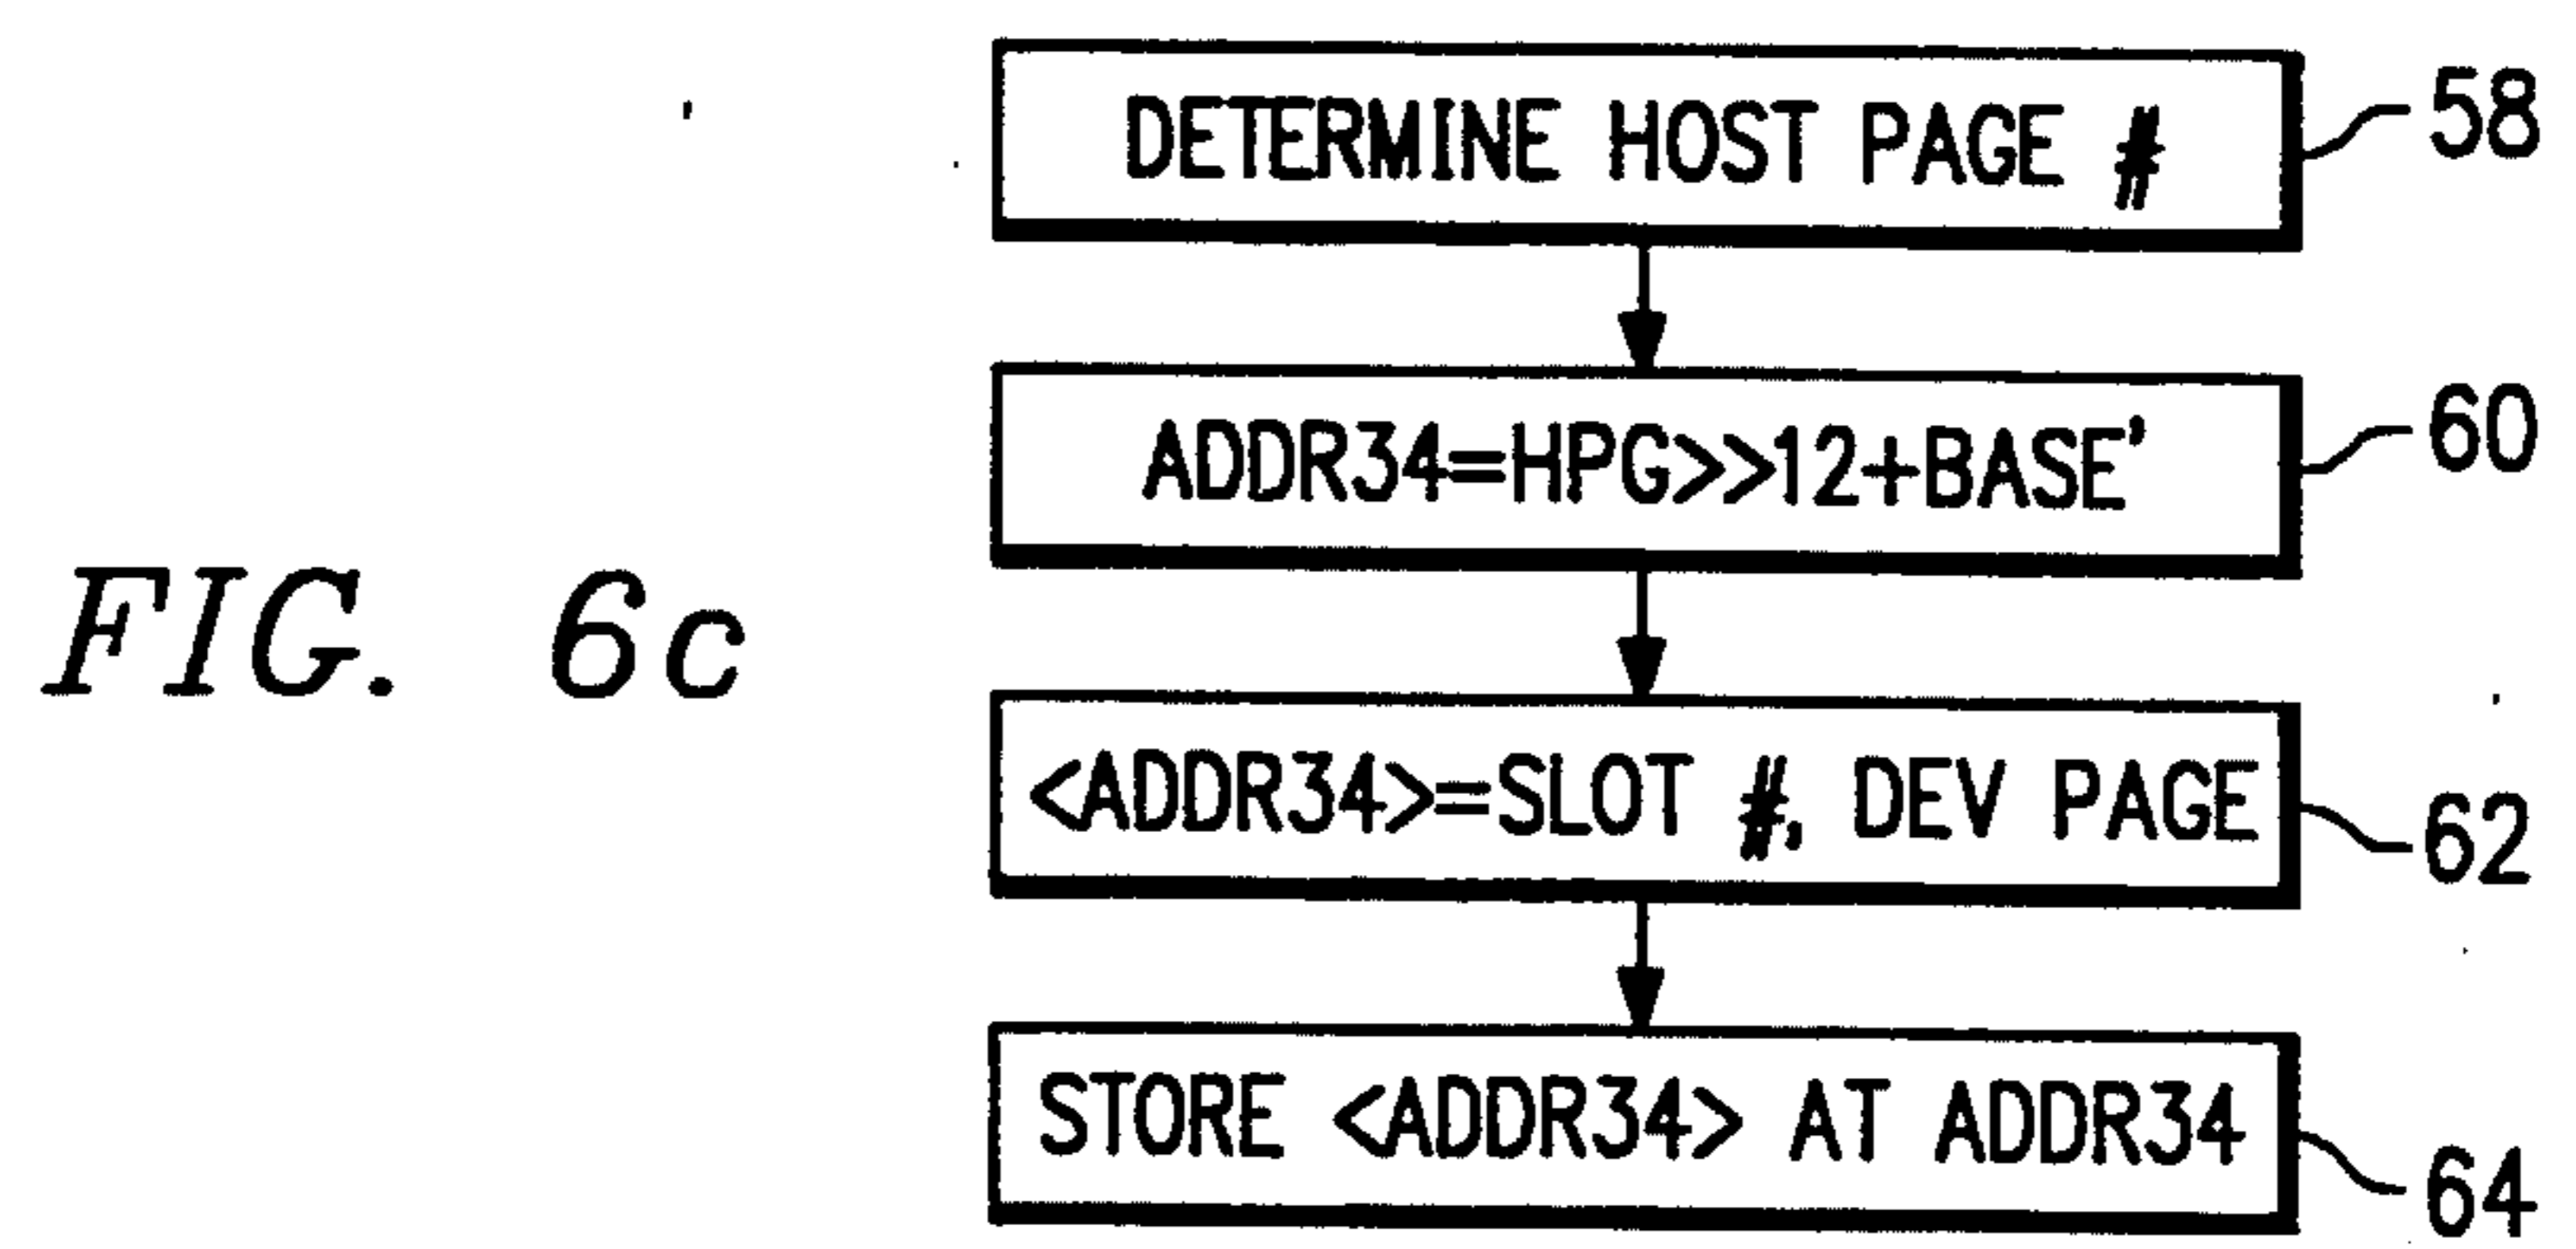 DETERMINE HOST PAGE #
58
ADDR34=HPG>>12+BASE'
60
FIG. 6c
<ADDR34>=SLOT #, DEV PAGE
62
STORE <ADDR34> AT ADDR34
64